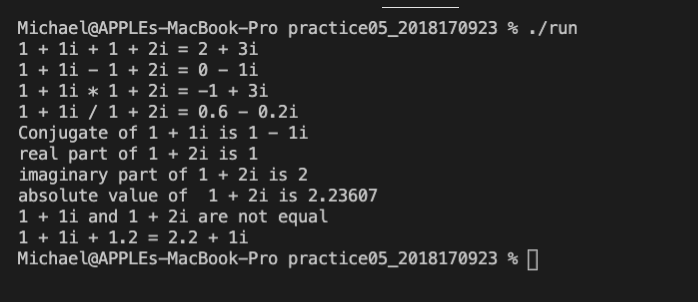 Michael@APPLEs-MacBook-Pro practice05_2018170923 % ./run
1 + 1i + 1 + 2i = 2 + 3i
1 + 1i - 1 + 2i = 0 - 1i
1 + 1i * 1 + 2i = -1 + 3i
1 + 1i / 1 + 2i = 0.6 - 0.2i
Conjugate of 1 + 1i is 1 - 1i
real part of 1 + 2i is 1
imaginary part of 1 + 2i is 2
absolute value of  1 + 2i is 2.23607
1 + 1i and 1 + 2i are not equal
1 + 1i + 1.2 = 2.2 + 1i
Michael@APPLEs-MacBook-Pro practice05_2018170923 %